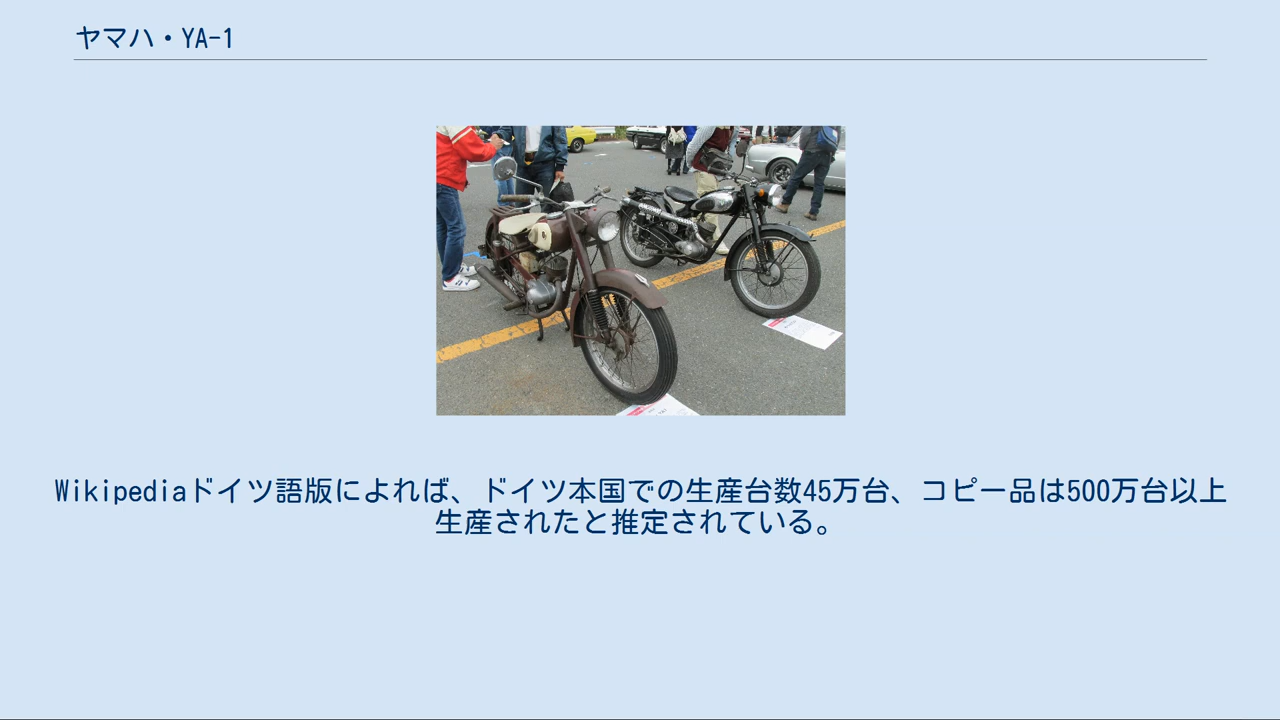 ヤマハ・YA-1
Wikipediaドイツ語版によれば、ドイツ本国での生産台数45万台、コピー品は500万台以上
生産されたと推定されている。